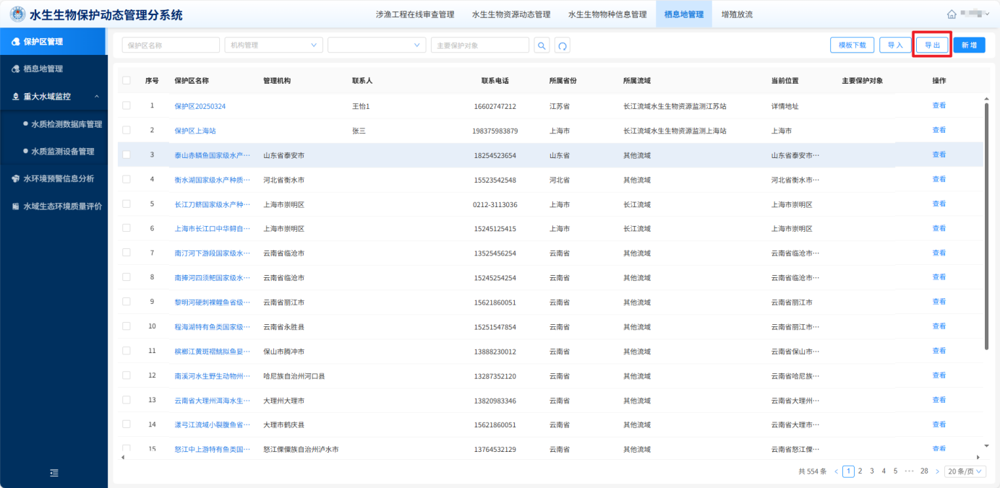 水生生物保护动态管理分系统
涉渔工程在线审查管理 水生生物资源动态管理 水生生物物种信息管理 栖息地管理 增殖放流
保护区管理
栖息地管理
重大水域监控
水质检测数据库管理
水质监测设备管理
水环境预警信息分析
水域生态环境质量评价
保护区名称 机构管理 主要保护对象 模板下载 导入 导出 新增
序号 保护区名称 管理机构 联系人 联系电话 所属省份 所属流域 当前位置 主要保护对象 操作
1 保护区20250324 王怡1 16602747212 江苏省 长江流域水生生物资源监测江苏站 详情地址 查看
2 保护区上海站 张三 198375983879 上海市 长江流域水生生物资源监测上海站 上海市 查看
3 泰山赤鳞鱼国家级水产… 山东省泰安市 18254523654 山东省 其他流域 山东省泰安市… 查看
4 衡水湖国家级水产种质… 河北省衡水市 15523542548 河北省 其他流域 河北省衡水市… 查看
5 长江刀鲚国家级水产种… 上海市崇明区 0212-3113036 上海市 长江流域 上海市崇明区 查看
6 上海市长江口中华鲟自… 上海市崇明区 15245125415 上海市 长江流域 上海市崇明区 查看
7 南汀河下游段国家级水… 云南省临沧市 13525456254 云南省 其他流域 云南省临沧市… 查看
8 南捧河四须鲃国家级水… 云南省临沧市 15245254254 云南省 其他流域 云南省临沧市… 查看
9 黎明河硬刺裸鲤鱼省级… 云南省丽江市 15621860051 云南省 其他流域 云南省丽江市 查看
10 程海湖特有鱼类国家级… 云南省永胜县 15251547854 云南省 其他流域 云南省丽江市… 查看
11 槟榔江黄斑褶鮡拟鱼晏… 保山市腾冲市 13888230012 云南省 其他流域 云南省保山市… 查看
12 南溪河水生野生动物州… 哈尼族自治州河口县 13287352120 云南省 其他流域 云南省哈尼族… 查看
13 云南省大理州洱海水生… 大理州大理市 13820983346 云南省 其他流域 云南省大理州… 查看
14 漾弓江流域小裂腹鱼省… 大理市鹤庆县 15621860051 云南省 其他流域 云南省大理市… 查看
15 怒江中上游特有鱼类国… 怒江傈僳族自治州泸水市 13764532129 云南省 其他流域 云南省怒江傈… 查看
共 554 条 < 1 2 3 4 5 ··· 28 > 20 条/页